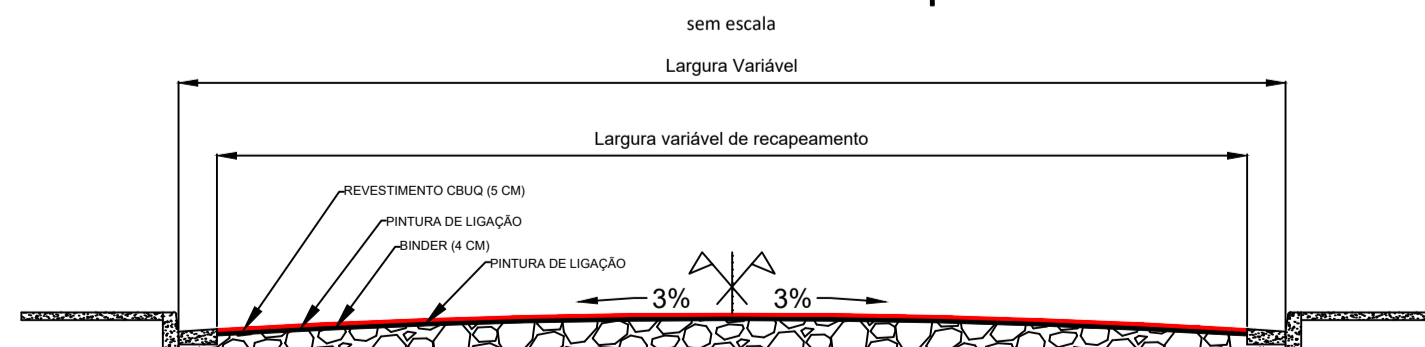 sem escala
Largura Variável
Largura variável de recapeamento
REVESTIMENTO CBUQ (5 CM)
PINTURA DE LIGAÇÃO
BINDER (4 CM)
PINTURA DE LIGAÇÃO
3% 3%